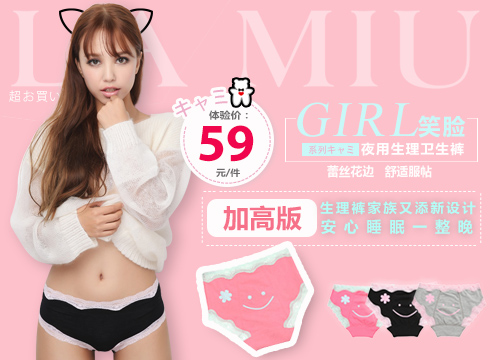 LA MIU
超お買い
キャミ
体验价：
59
元/件
GIRL笑脸
系列キャミ 夜用生理卫生裤
蕾丝花边 舒适服帖
加高版
生理裤家族又添新设计
安心睡眠一整晚